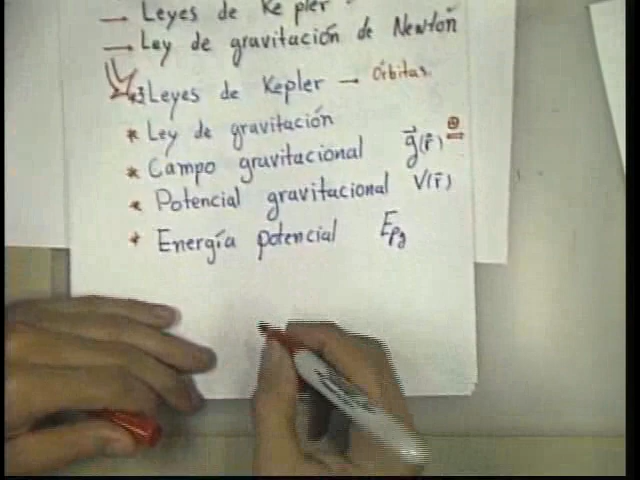 → Leyes de Kepler -
→ Ley de gravitación de Newton
*3 Leyes de Kepler → Órbitas
* Ley de gravitación
* Campo gravitacional g⃗(r⃗)
* Potencial gravitacional V(r⃗)
* Energía potencial Epg